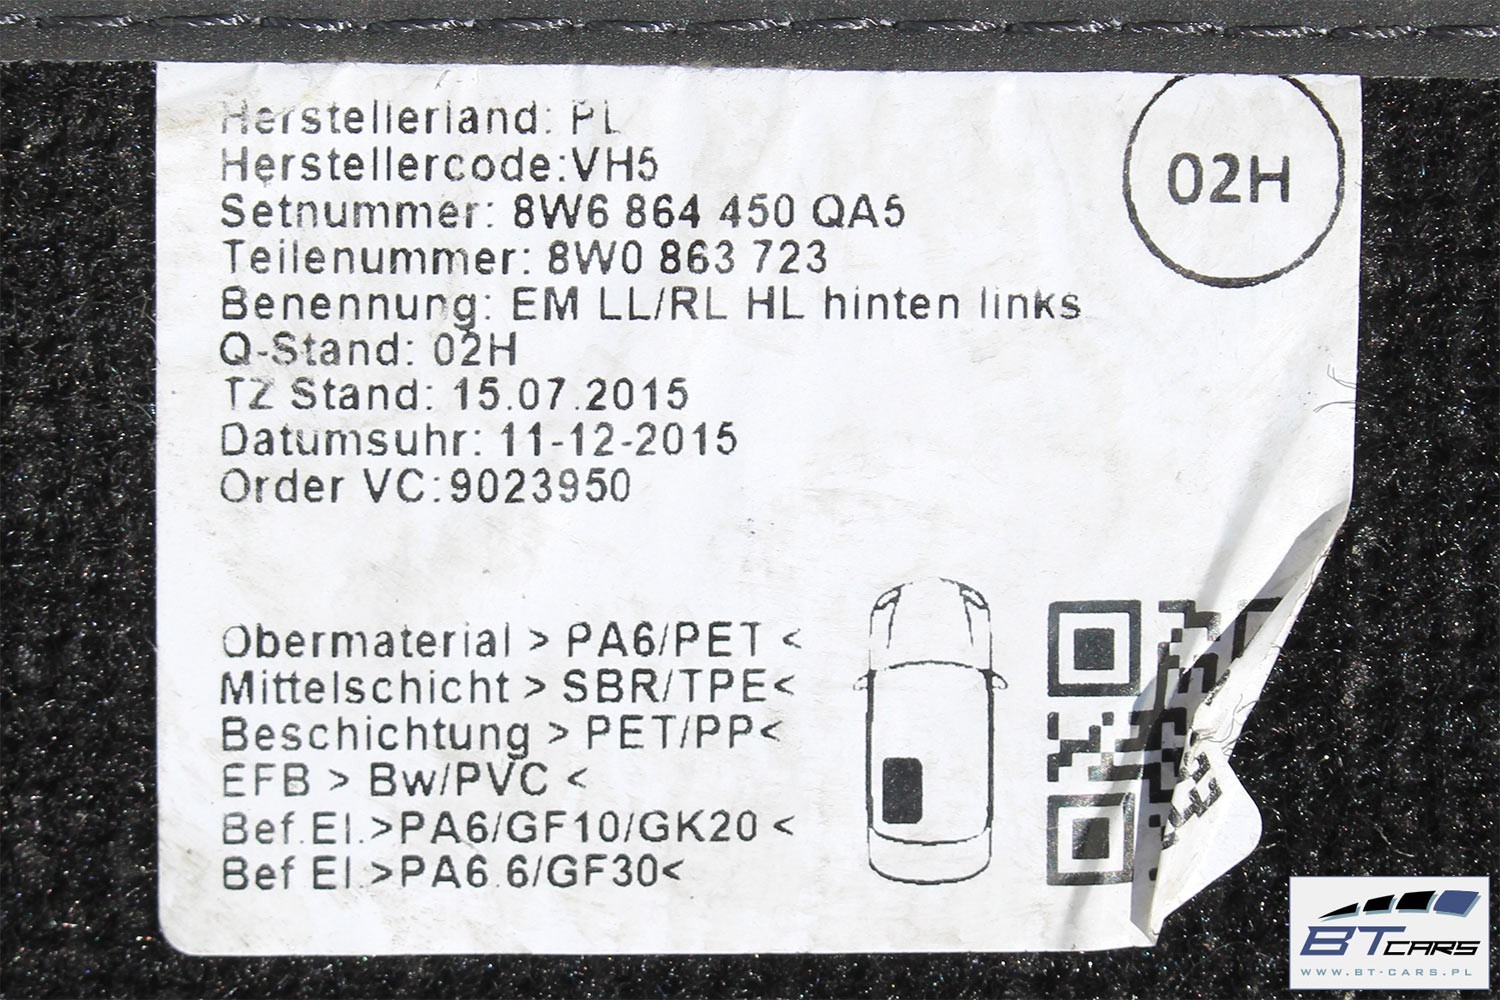 Herstellerland: PL
Herstellercode:VH5
Setnummer: 8W6 864 450 QA5
Teilenummer: 8W0 863 723
Benennung: EM LL/RL HL hinten links
Q-Stand: 02H
TZ Stand: 15.07.2015
Datumsuhr: 11-12-2015
Order VC:9023950
02H
Obermaterial > PA6/PET <
Mittelschicht > SBR/TPE<
Beschichtung > PET/PP<
EFB > Bw/PVC <
Bef.El.>PA6/GF10/GK20 <
Bef El.>PA6.6/GF30<
BTCARS
WWW.BT-CARS.PL